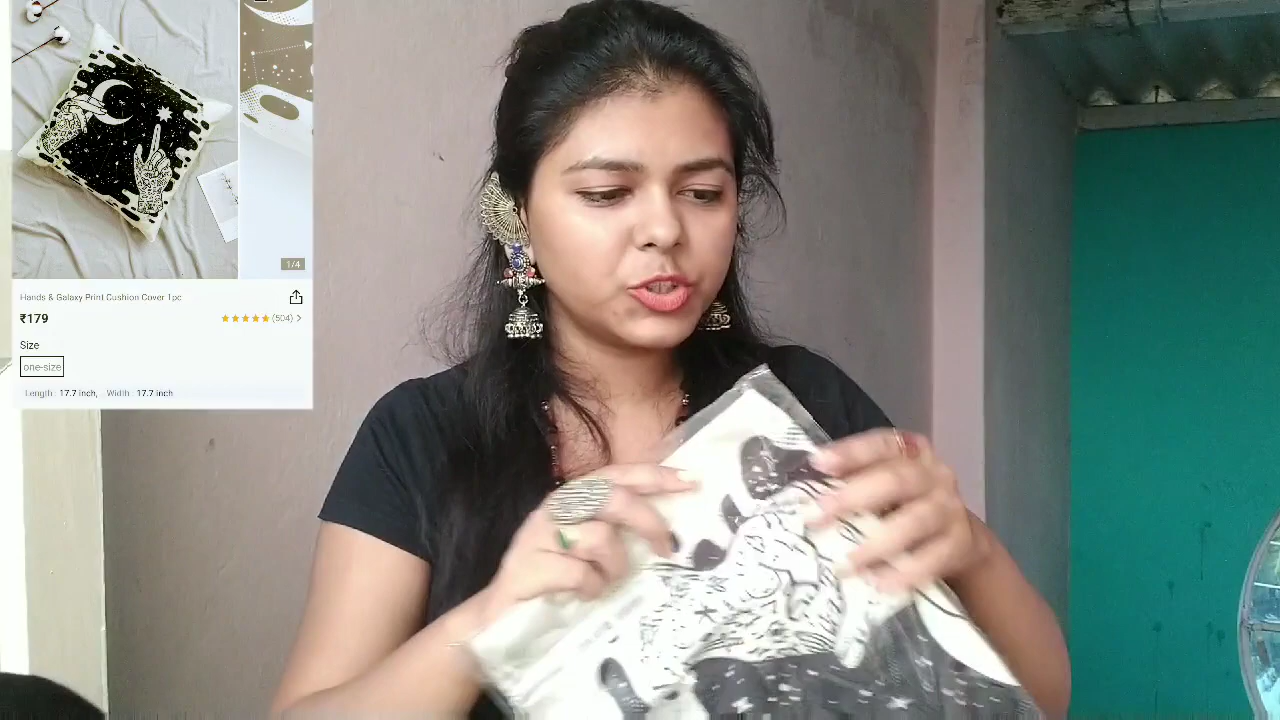 1/4
Hands & Galaxy Print Cushion Cover 1pc
₹179
(504) >
Size
one-size
Length : 17.7 inch, Width : 17.7 inch